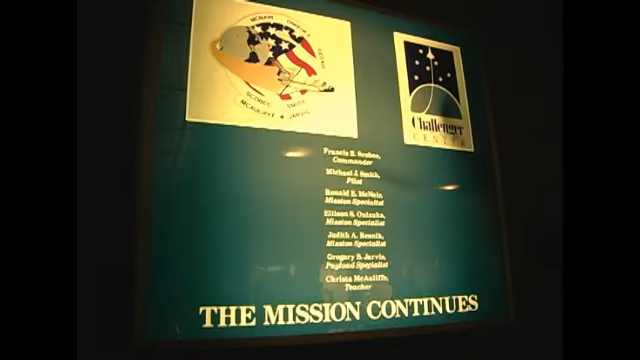 McNAIR ONIZUKA RESNIK
SCOBEE SMITH
McAULIFFE JARVIS
Challenger
CENTER
Francis R. Scobee,
Commander
Michael J. Smith,
Pilot
Ronald E. McNair,
Mission Specialist
Ellison S. Onizuka,
Mission Specialist
Judith A. Resnik,
Mission Specialist
Gregory B. Jarvis,
Payload Specialist
Christa McAuliffe,
Teacher
THE MISSION CONTINUES